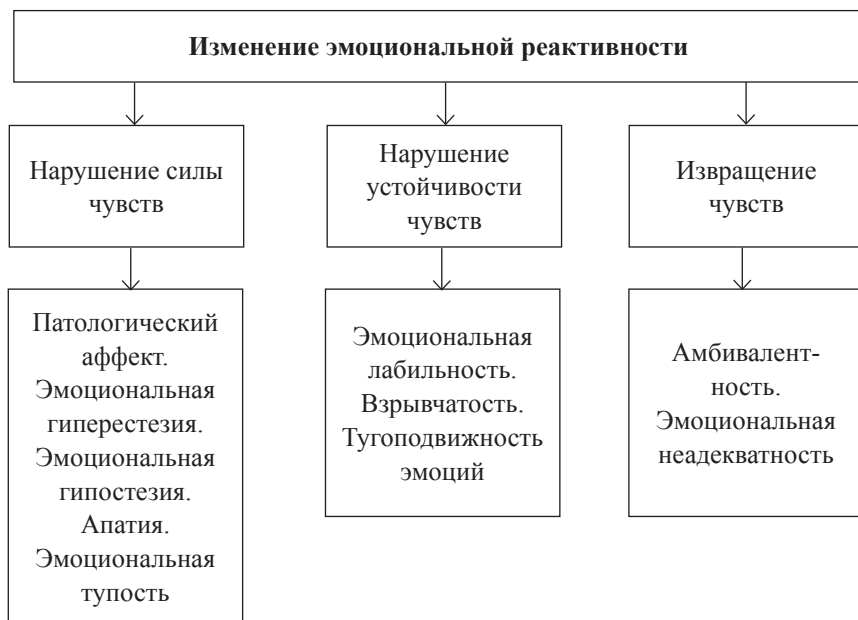 Изменение эмоциональной реактивности
Нарушение силы
чувств
Нарушение
устойчивости
чувств
Извращение
чувств
Патологический
аффект.
Эмоциональная
гиперестезия.
Эмоциональная
гипостезия.
Апатия.
Эмоциональная
тупость
Эмоциональная
лабильность.
Взрывчатость.
Тугоподвижность
эмоций
Амбивалент-
ность.
Эмоциональная
неадекватность